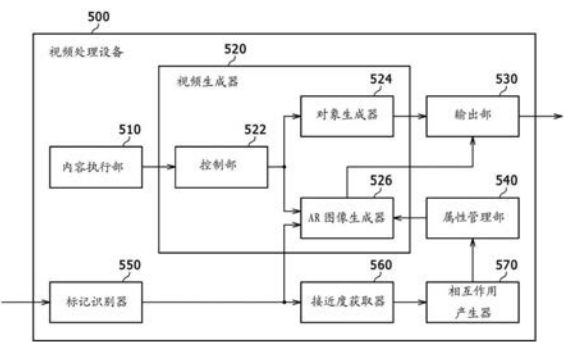 500
视频处理设备
520
视频生成器
524
530
对象生成器
输出部
510
522
内容执行部
控制部
526
540
AR 图像生成器
属性管理部
550
560
570
标记识别器
接近度获取器
相互作用
产生器